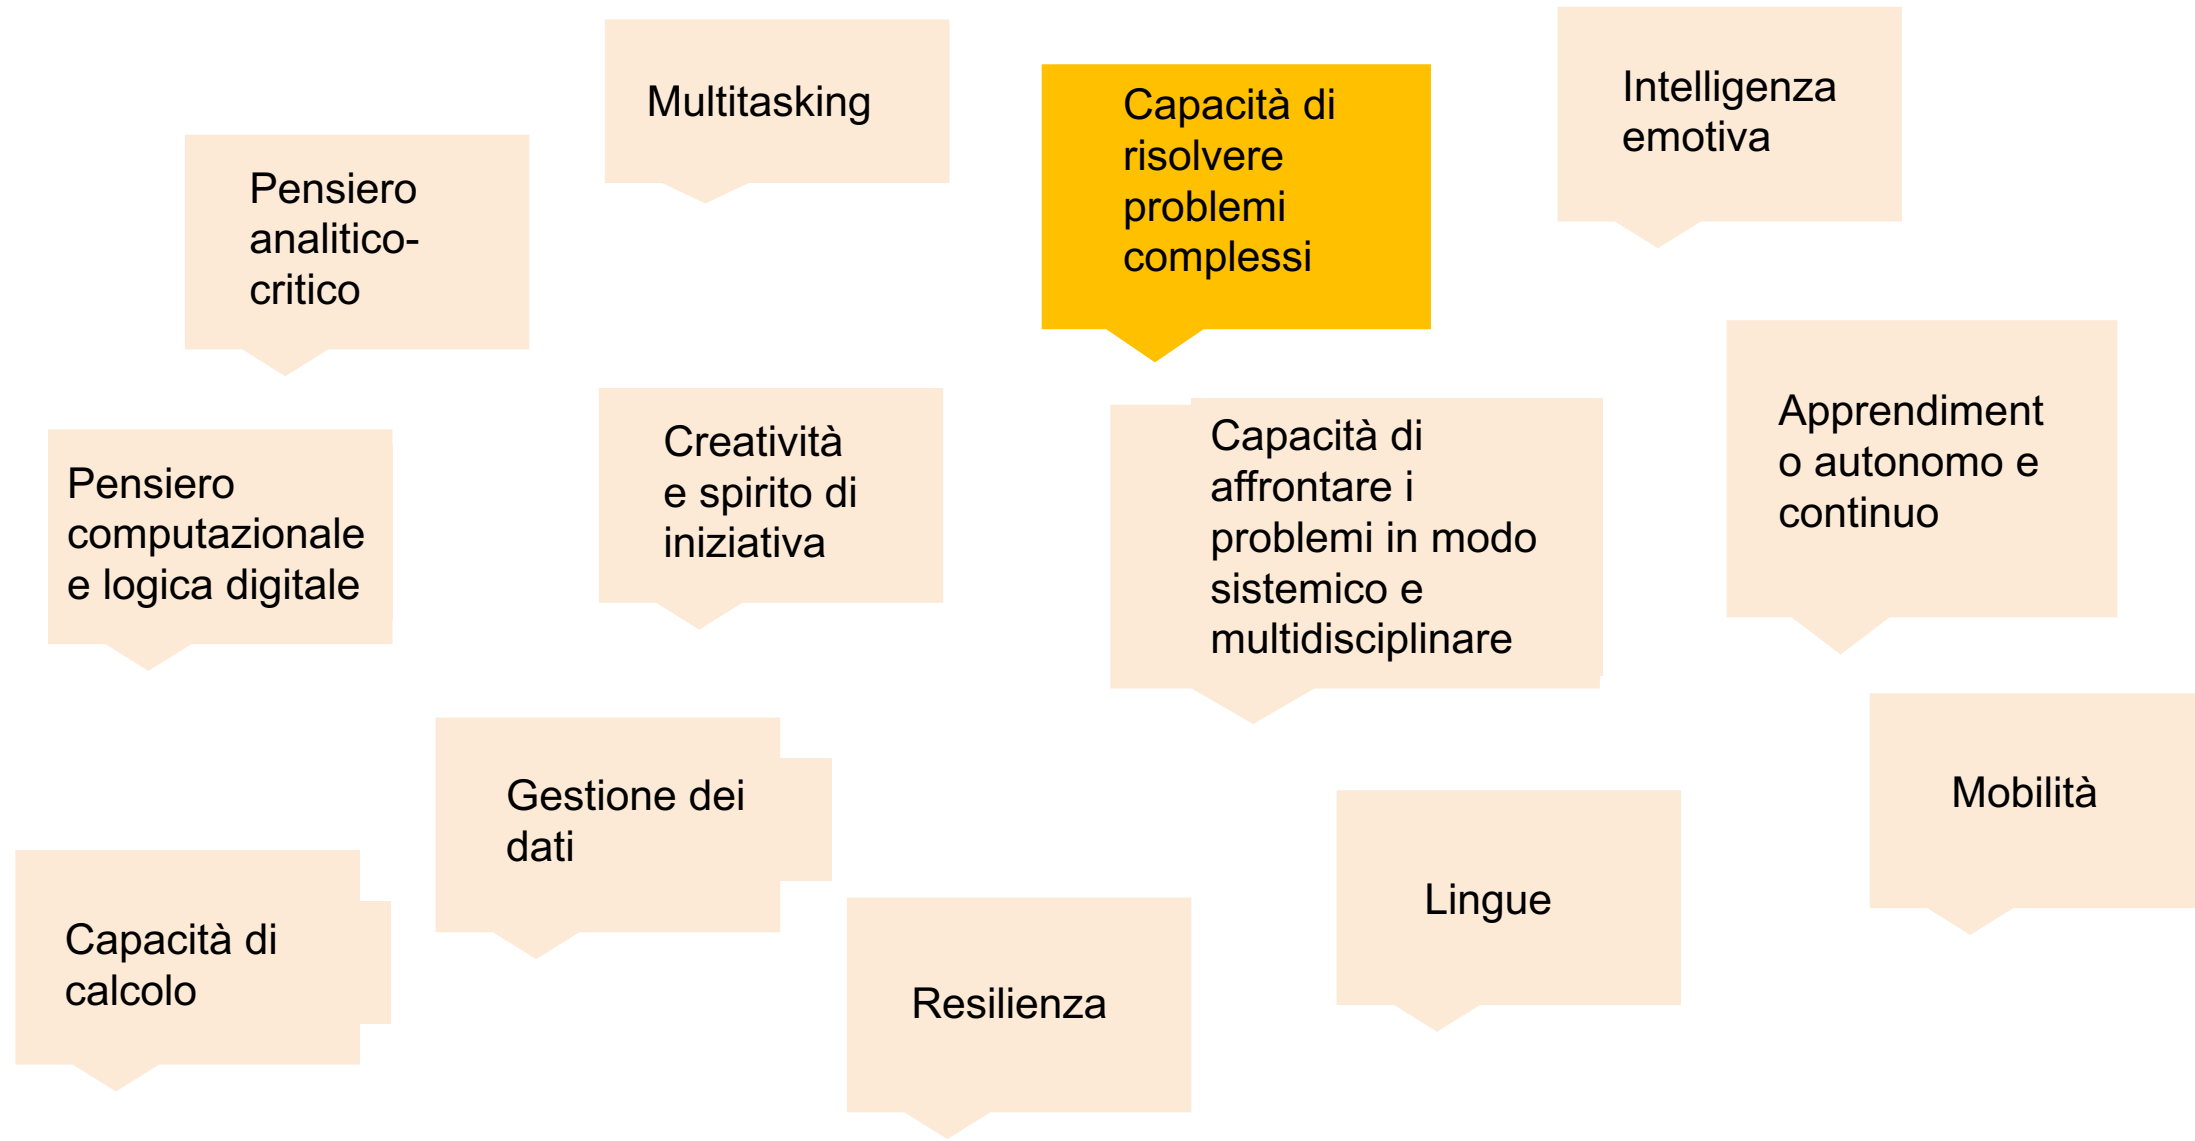 Multitasking
Capacità di
risolvere
problemi
complessi
Intelligenza
emotiva
Pensiero
analitico-
critico
Creatività
e spirito di
iniziativa
Capacità di
affrontare i
problemi in modo
sistemico e
multidisciplinare
Apprendiment
o autonomo e
continuo
Pensiero
computazionale
e logica digitale
Gestione dei
dati
Mobilità
Lingue
Capacità di
calcolo
Resilienza